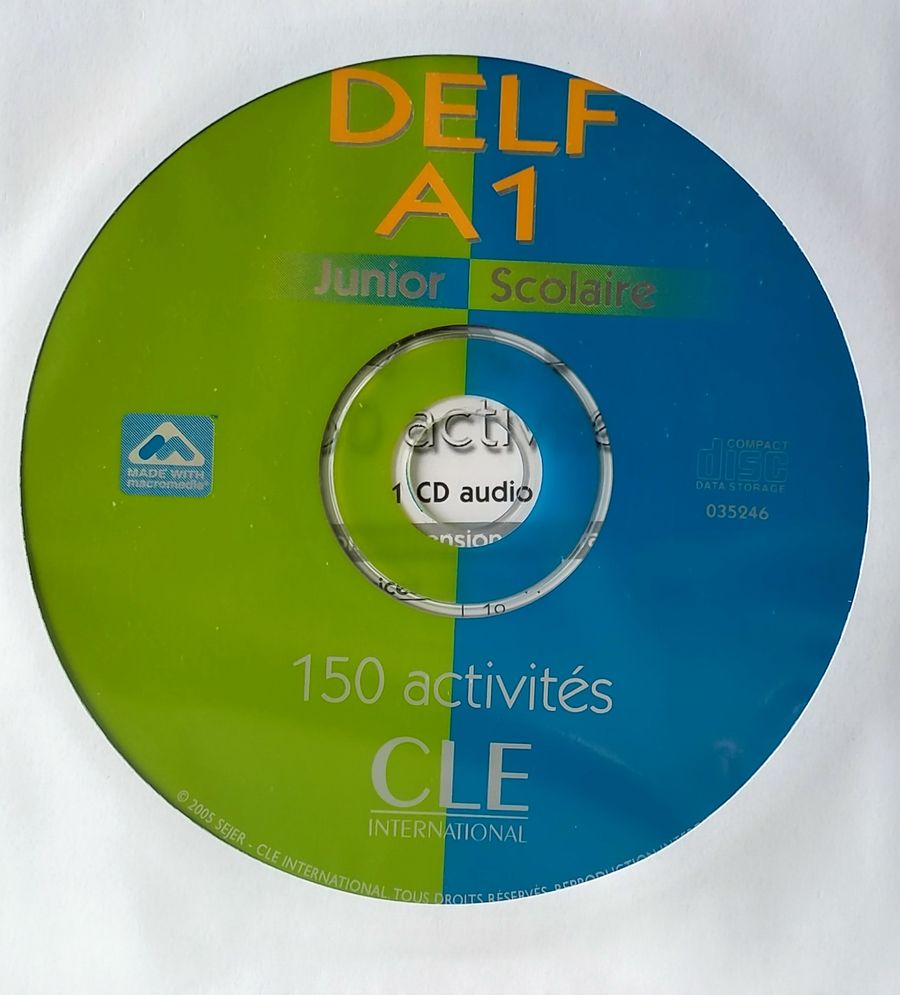 DELF
A1
Junior Scolaire
activ
1 CD audio
MADE WITH
macromedia
COMPACT
disc
DATA STORAGE
035246
150 activités
CLE
INTERNATIONAL
© 2005 SEJER - CLE INTERNATIONAL. TOUS DROITS RÉSERVÉS. REPRODUCTION